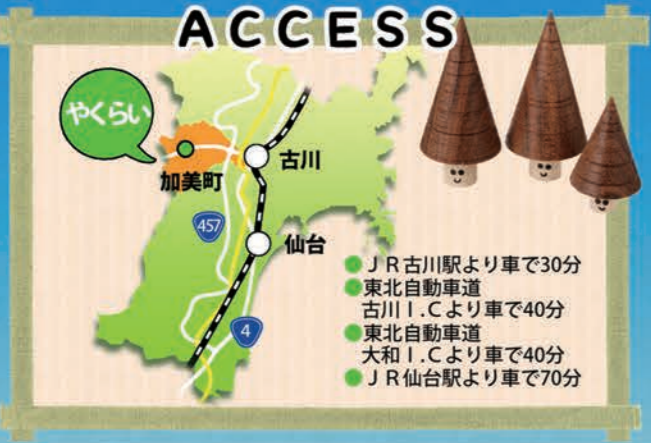 ACCESS
やくらい
加美町
古川
457
仙台
4
●JR古川駅より車で30分
●東北自動車道
古川I.Cより車で40分
●東北自動車道
大和I.Cより車で40分
●JR仙台駅より車で70分